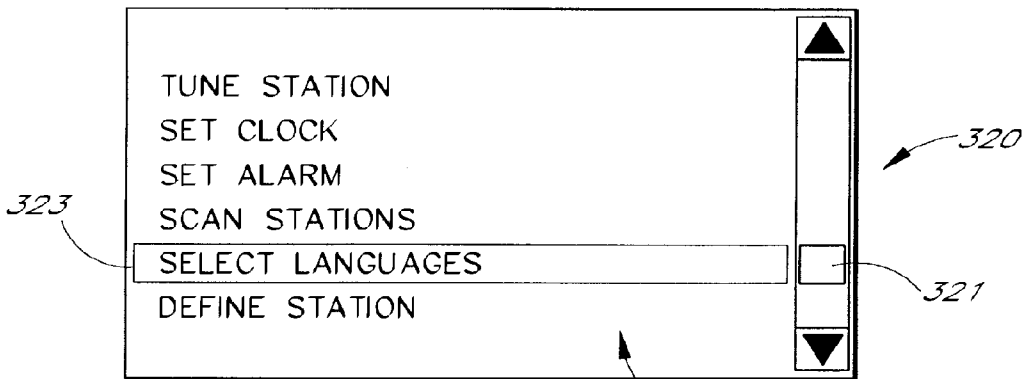 TUNE STATION
SET CLOCK
320
SET ALARM
323
SCAN STATIONS
SELECT LANGUAGES
321
DEFINE STATION